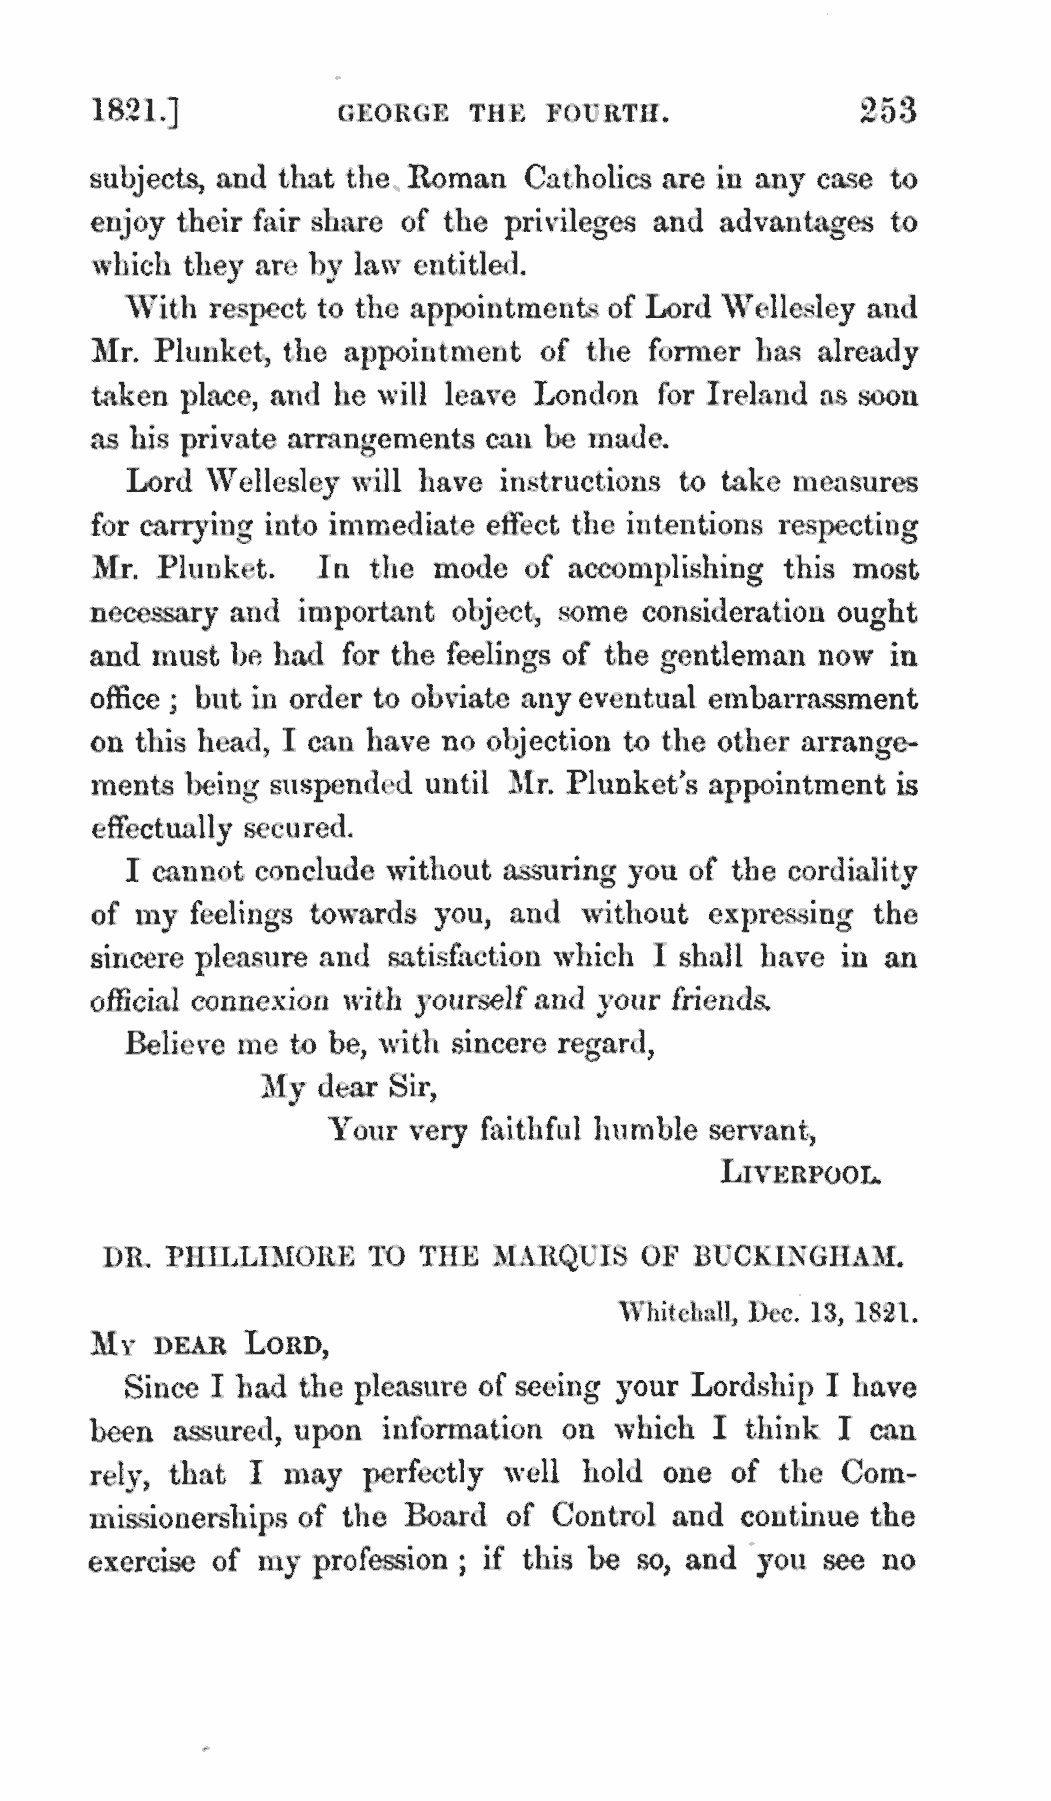 1821.] GEORGE THE FOURTH. 253
subjects, and that the Roman Catholics are in any case to
enjoy their fair share of the privileges and advantages to
which they are by law entitled.
With respect to the appointments of Lord Wellesley and
Mr. Plunket, the appointment of the former has already
taken place, and he will leave London for Ireland as soon
as his private arrangements can be made.
Lord Wellesley will have instructions to take measures
for carrying into immediate effect the intentions respecting
Mr. Plunket. In the mode of accomplishing this most
necessary and important object, some consideration ought
and must be had for the feelings of the gentleman now in
office ; but in order to obviate any eventual embarrassment
on this head, I can have no objection to the other arrange-
ments being suspended until Mr. Plunket's appointment is
effectually secured.
I cannot conclude without assuring you of the cordiality
of my feelings towards you, and without expressing the
sincere pleasure and satisfaction which I shall have in an
official connexion with yourself and your friends.
Believe me to be, with sincere regard,
My dear Sir,
Your very faithful humble servant,
LIVERPOOL.
DR. PHILLIMORE TO THE MARQUIS OF BUCKINGHAM.
Whitehall, Dec. 13, 1821.
MY DEAR LORD,
Since I had the pleasure of seeing your Lordship I have
been assured, upon information on which I think I can
rely, that I may perfectly well hold one of the Com-
missionerships of the Board of Control and continue the
exercise of my profession ; if this be so, and you see no